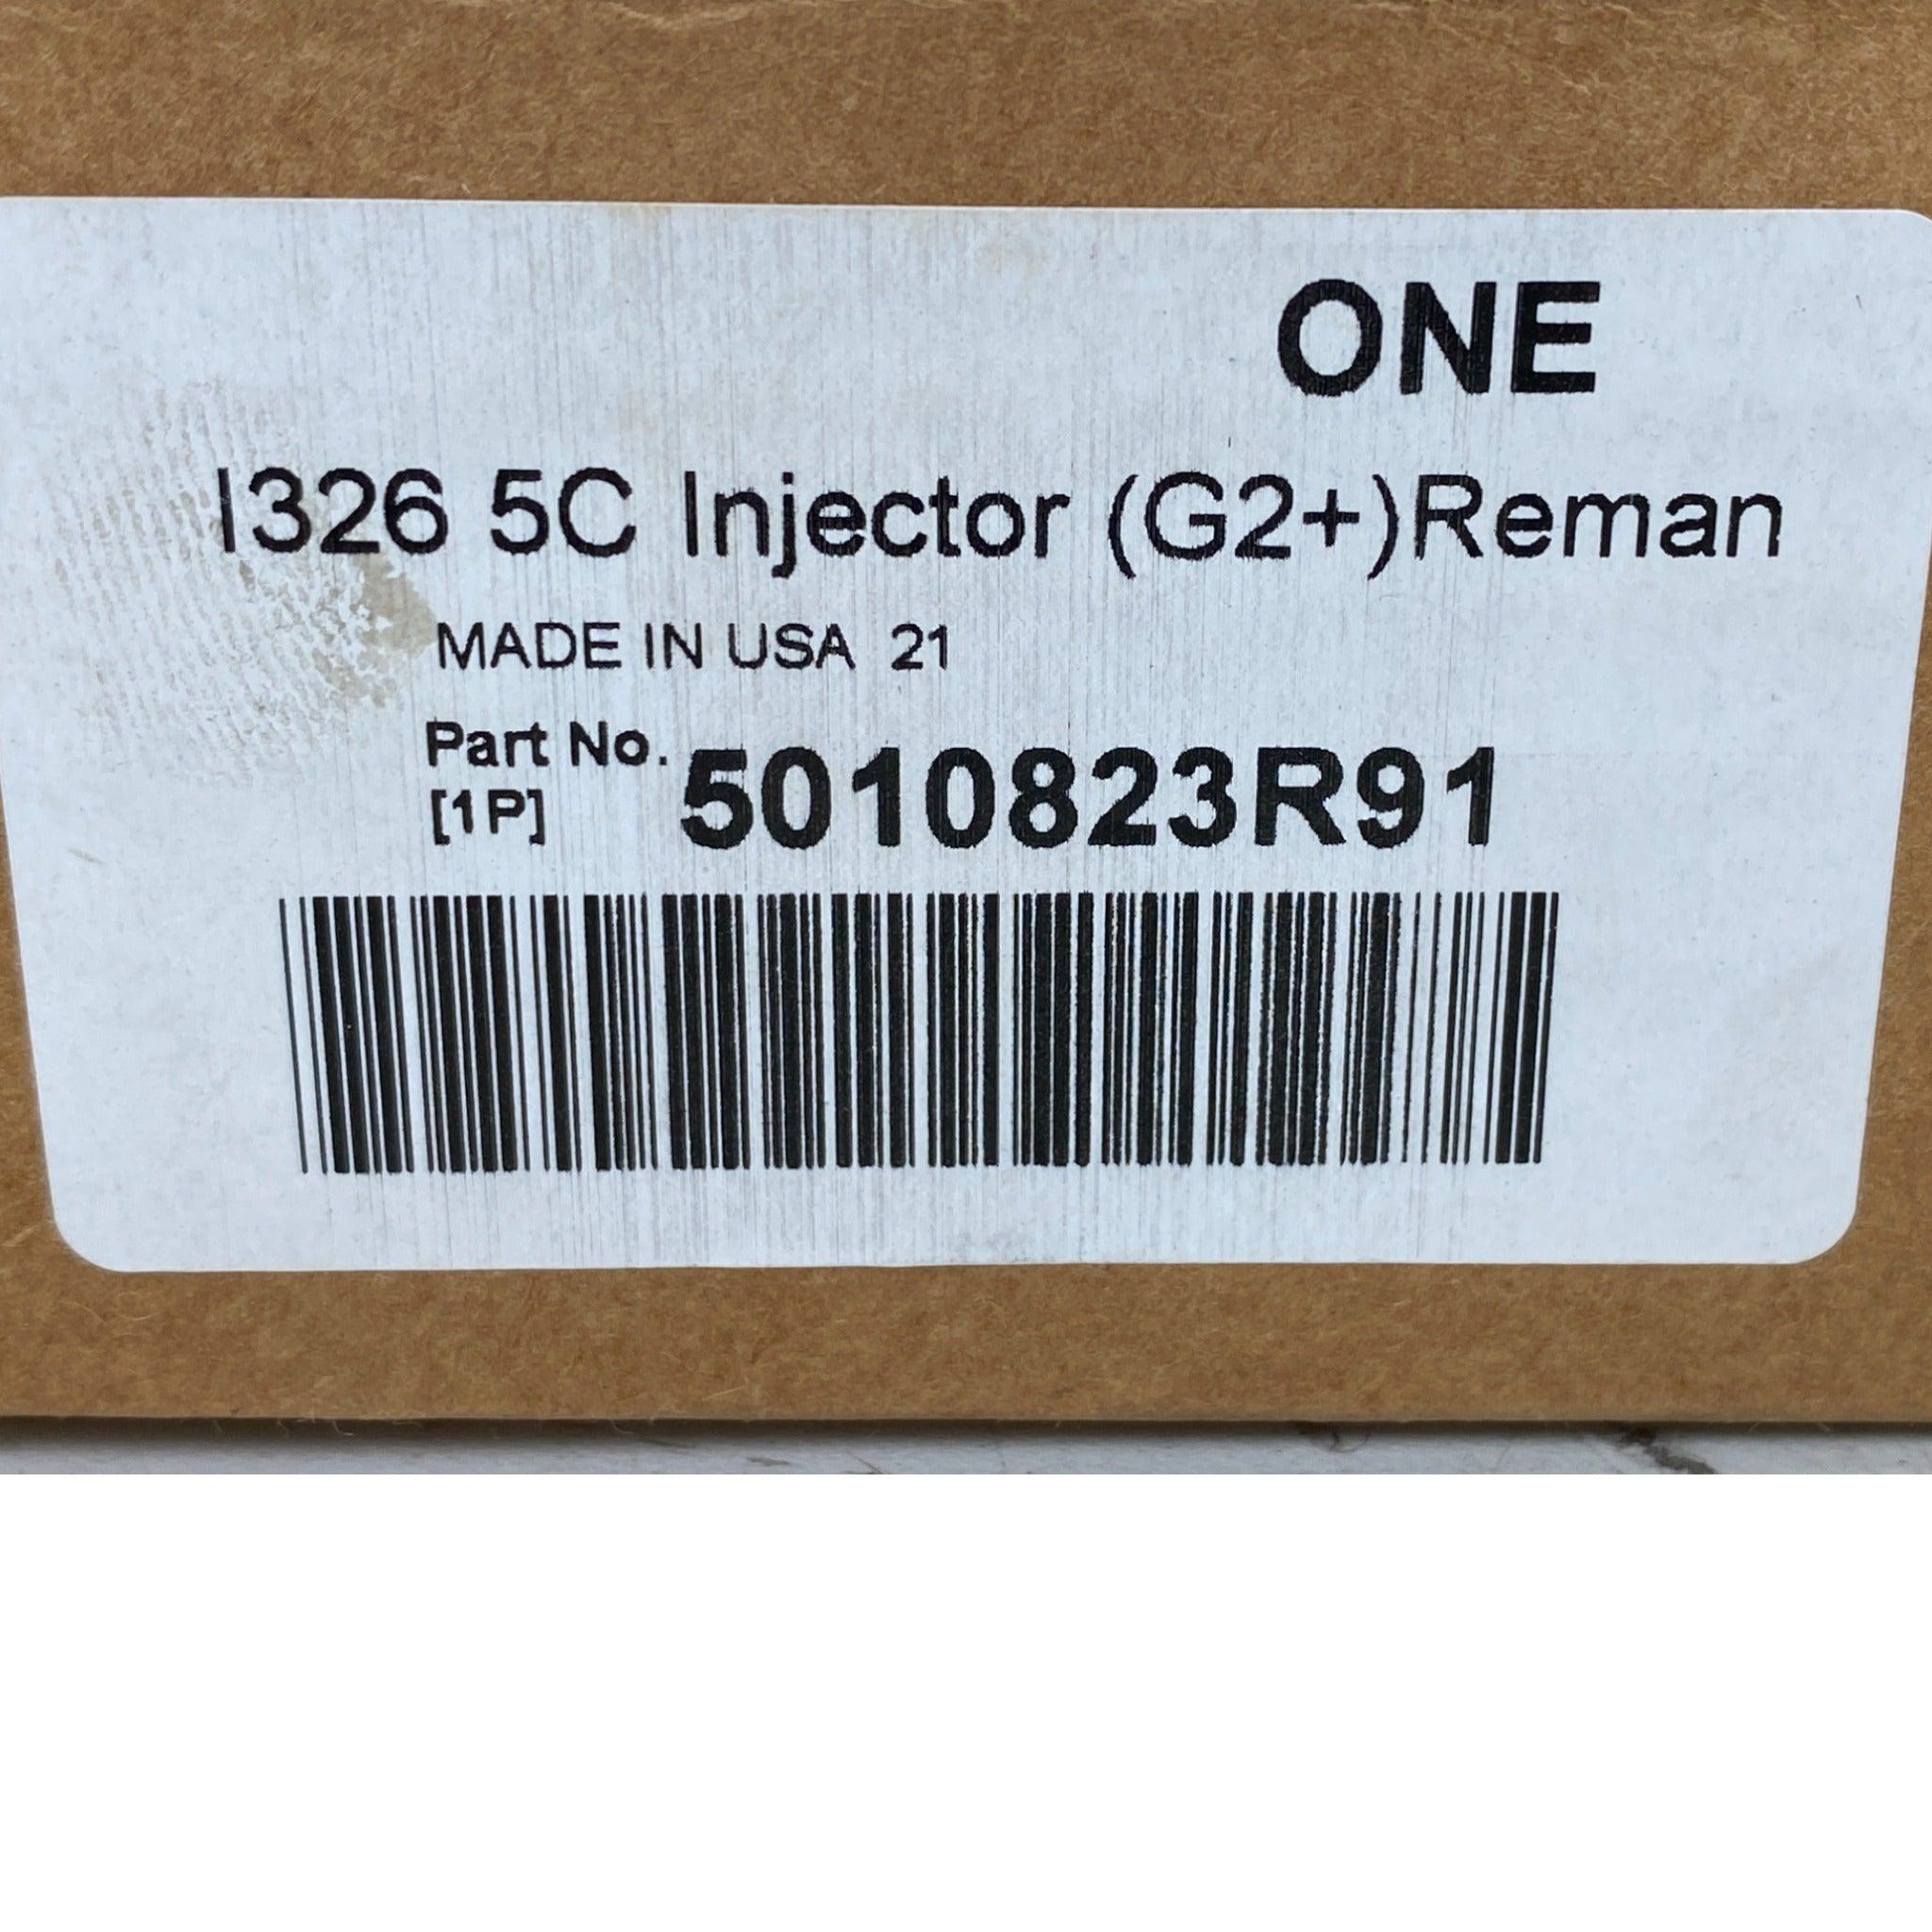 ONE
I326 5C Injector (G2+)Reman
MADE IN USA 21
Part No.
[1P]
5010823R91